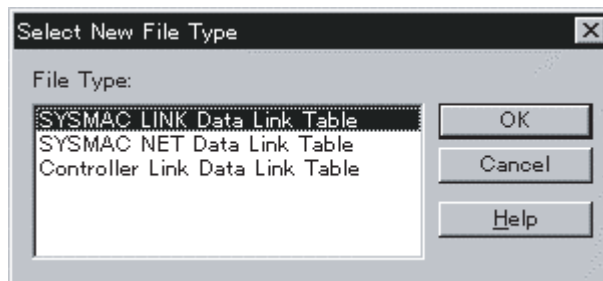 Select New File Type
File Type:
SYSMAC LINK Data Link Table
SYSMAC NET Data Link Table
Controller Link Data Link Table
OK
Cancel
Help